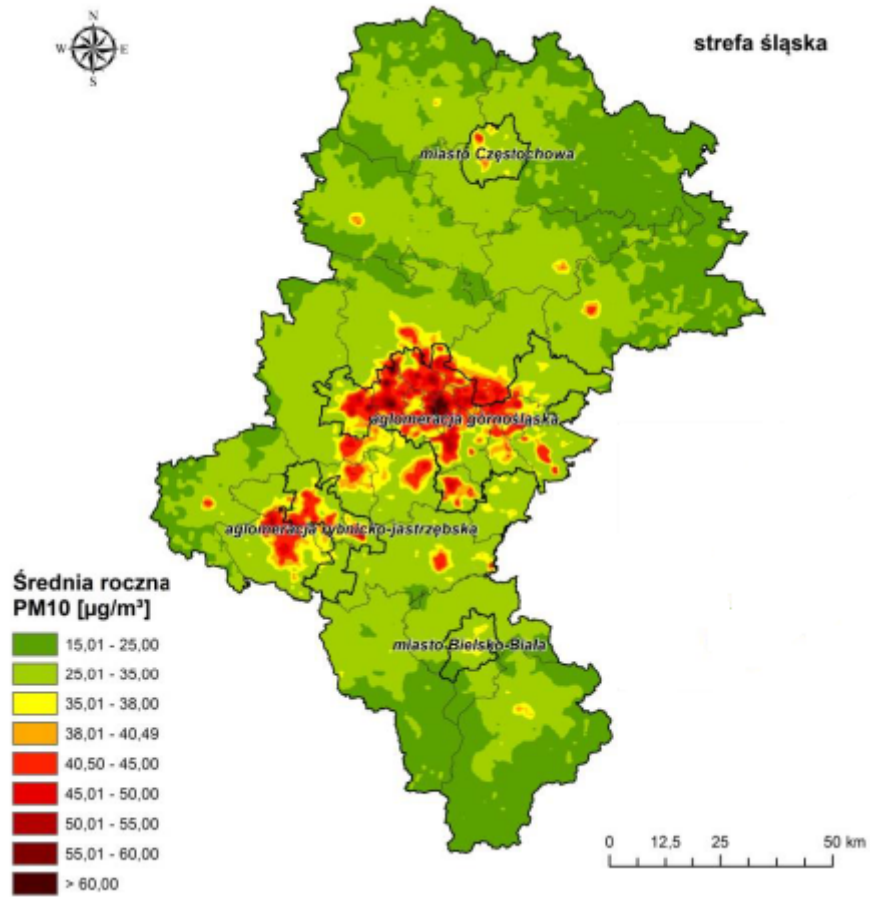 N
W
E
S
strefa śląska
miasto Częstochowa
aglomeracja górnośląska
aglomeracja rybnicko-jastrzębska
miasto Bielsko-Biała
Średnia roczna
PM10 [µg/m³]
15,01 - 25,00
25,01 - 35,00
35,01 - 38,00
38,01 - 40,49
40,50 - 45,00
45,01 - 50,00
50,01 - 55,00
55,01 - 60,00
> 60,00
0 12,5 25 50 km